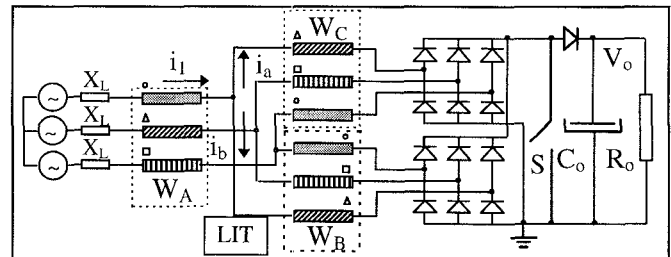 W_C
X_L
i_1
i_a
V_o
X_L
X_L
i_b
W_A
S
C_o
R_o
LIT
W_B